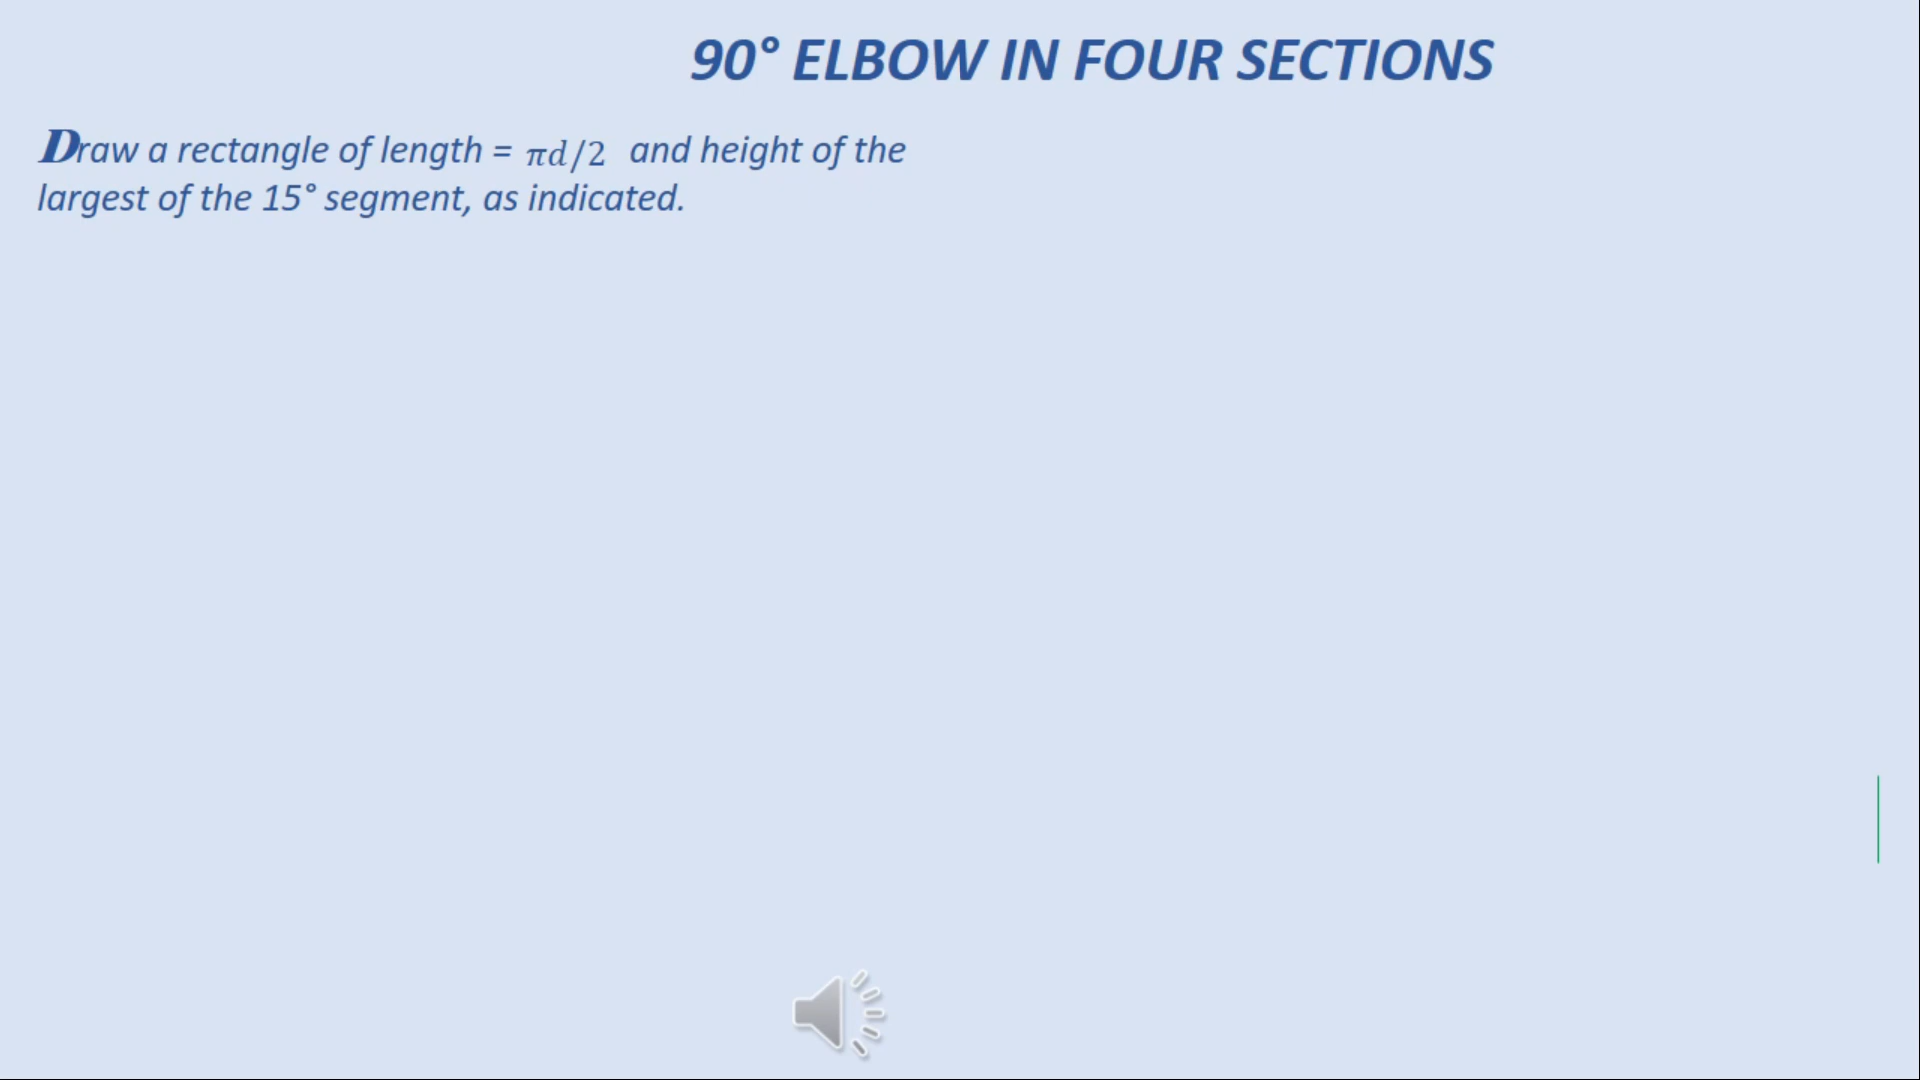 90° ELBOW IN FOUR SECTIONS
Draw a rectangle of length = πd/2 and height of the
largest of the 15° segment, as indicated.